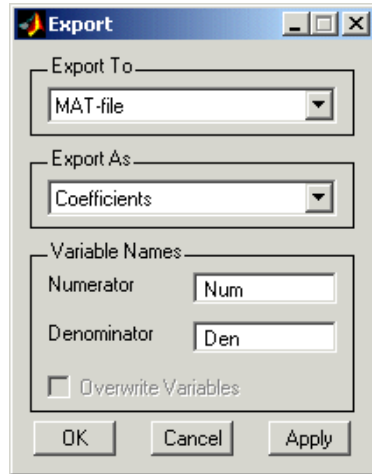 Export
Export To
MAT-file
Export As
Coefficients
Variable Names
Numerator Num
Denominator Den
Overwrite Variables
OK Cancel Apply